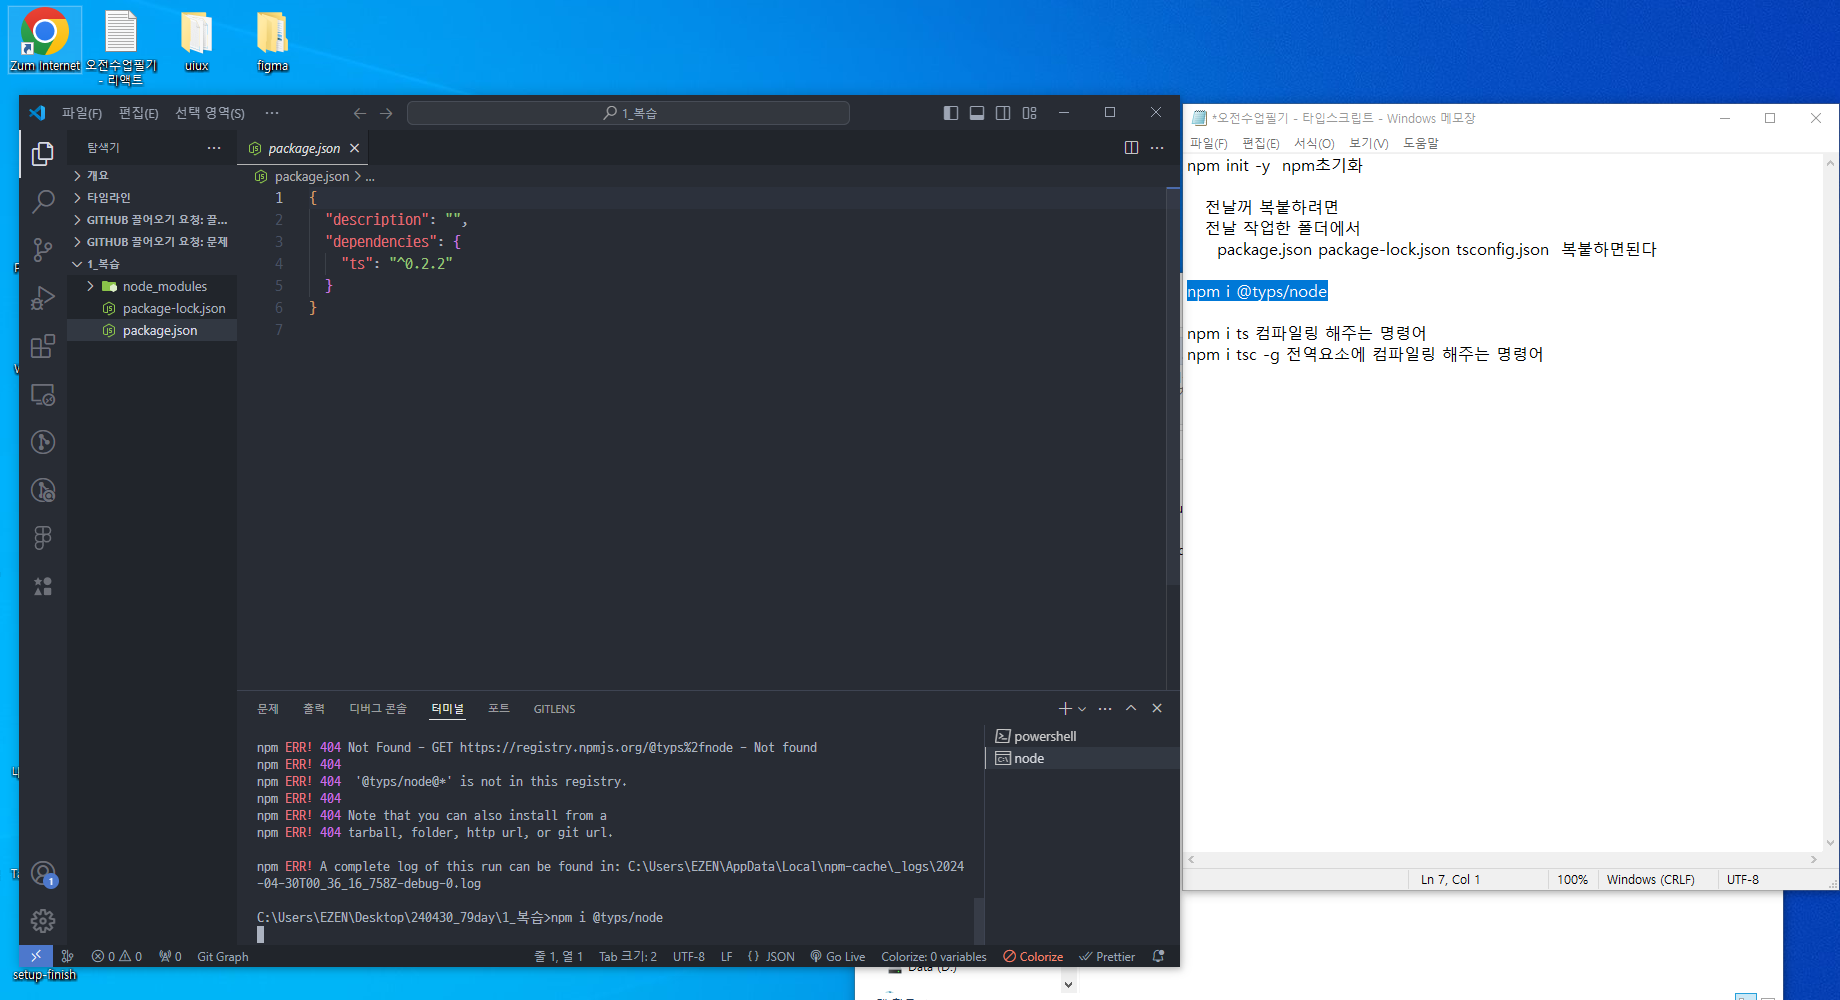 Zum Internet
오전수업필기 - 리액트
uiux
figma
파일(F) 편집(E) 선택 영역(S) ···
1_복습
탐색기 ···
개요
타임라인
GITHUB 끌어오기 요청: 끌...
GITHUB 끌어오기 요청: 문제
1_복습
node_modules
package-lock.json
package.json
package.json
package.json > ...
1 {
2 "description": "",
3 "dependencies": {
4 "ts": "^0.2.2"
5 }
6 }
7
문제 출력 디버그 콘솔 터미널 포트 GITLENS
npm ERR! 404 Not Found - GET https://registry.npmjs.org/@typs%2fnode - Not found
npm ERR! 404
npm ERR! 404 '@typs/node@*' is not in this registry.
npm ERR! 404
npm ERR! 404 Note that you can also install from a
npm ERR! 404 tarball, folder, http url, or git url.
npm ERR! A complete log of this run can be found in: C:\Users\EZEN\AppData\Local\npm-cache\_logs\2024
-04-30T00_36_16_758Z-debug-0.log
C:\Users\EZEN\Desktop\240430_79day\1_복습>npm i @typs/node
powershell
node
1
0 0 0 Git Graph 줄 1, 열 1 Tab 크기: 2 UTF-8 LF { } JSON Go Live Colorize: 0 variables Colorize Prettier
setup-finish
*오전수업필기 - 타입스크립트 - Windows 메모장
파일(F) 편집(E) 서식(O) 보기(V) 도움말
npm init -y npm초기화
전날꺼 복붙하려면
전날 작업한 폴더에서
package.json package-lock.json tsconfig.json 복붙하면된다
npm i @typs/node
npm i ts 컴파일링 해주는 명령어
npm i tsc -g 전역요소에 컴파일링 해주는 명령어
Ln 7, Col 1 100% Windows (CRLF) UTF-8
Data (D:)